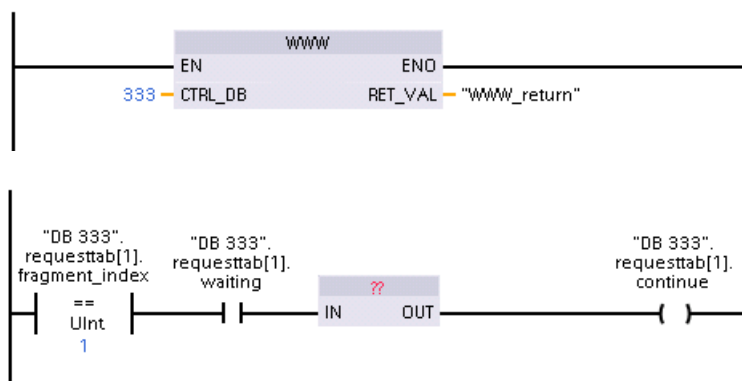 WWW
EN ENO
333 CTRL_DB RET_VAL "WWW_return"
"DB 333".
requesttab[1].
fragment_index
==
UInt
1
"DB 333".
requesttab[1].
waiting
??
IN OUT
"DB 333".
requesttab[1].
continue